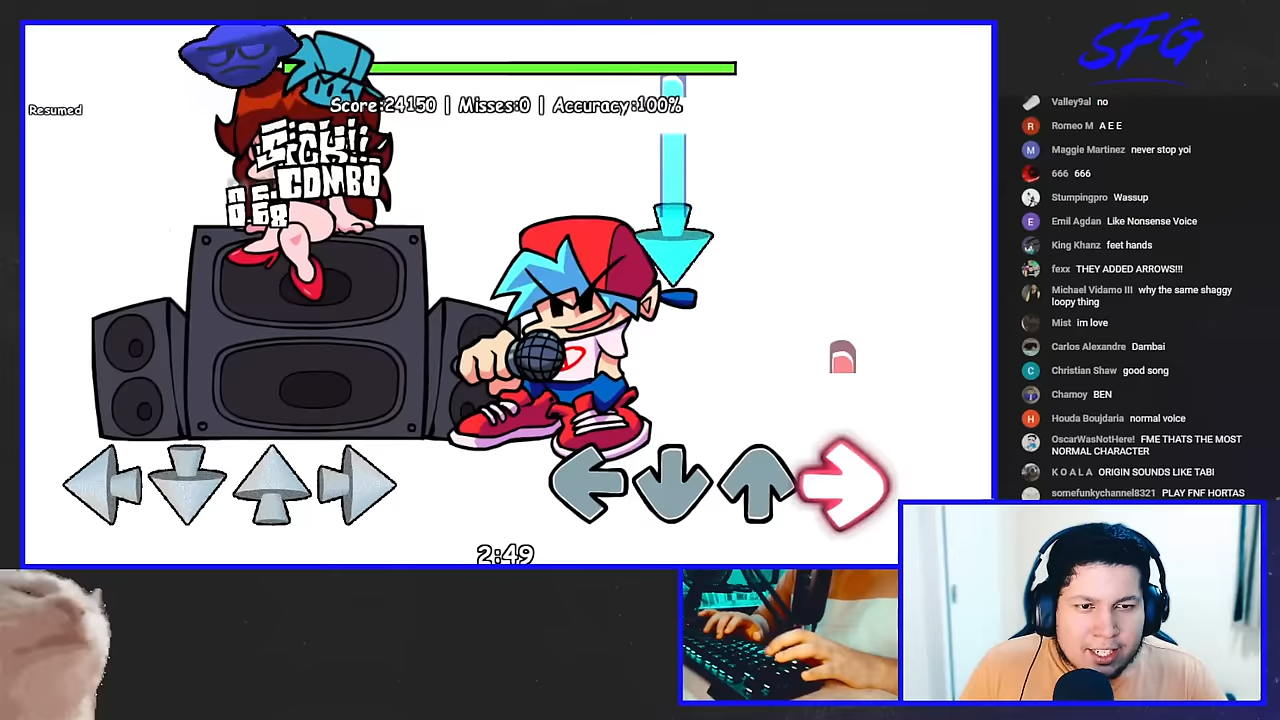 SFG
Resumed
Score:24150 | Misses:0 | Accuracy:100%
SICK!!
COMBO
2:49
Valley9al no
R Romeo M A E E
M Maggie Martinez never stop yoi
666 666
Stumpingpro Wassup
E Emil Agdan Like Nonsense Voice
King Khanz feet hands
fexx THEY ADDED ARROWS!!!
Michael Vidamo III why the same shaggy
loopy thing
Mist im love
Carlos Alexandre Dambai
C Christian Shaw good song
Chamoy BEN
H Houda Boujdaria normal voice
OscarWasNotHere! FME THATS THE MOST
NORMAL CHARACTER
K O A L A ORIGIN SOUNDS LIKE TABI
somefunkychannel8321 PLAY FNF HORTAS